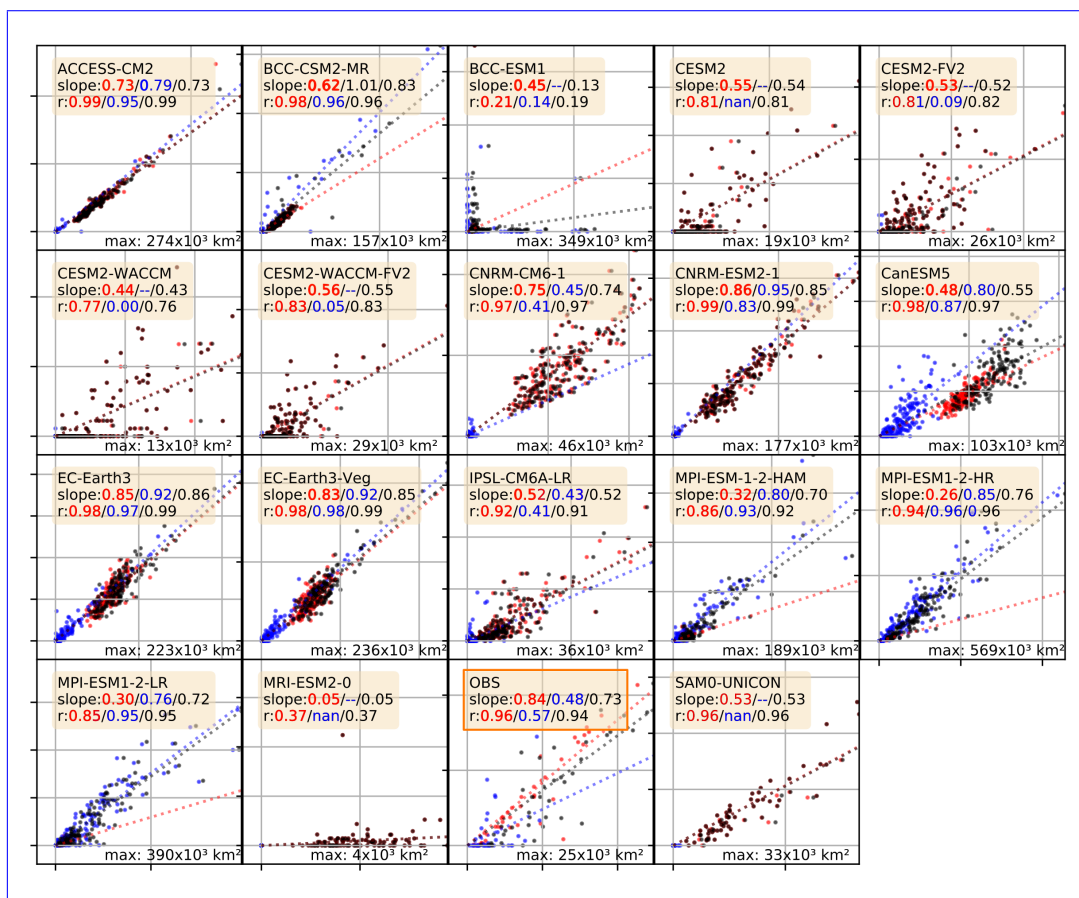 ACCESS-CM2
slope:0.73/0.79/0.73
r:0.99/0.95/0.99
max: 274x10³ km²
BCC-CSM2-MR
slope:0.62/1.01/0.83
r:0.98/0.96/0.96
max: 157x10³ km²
BCC-ESM1
slope:0.45/--/0.13
r:0.21/0.14/0.19
max: 349x10³ km²
CESM2
slope:0.55/--/0.54
r:0.81/nan/0.81
max: 19x10³ km²
CESM2-FV2
slope:0.53/--/0.52
r:0.81/0.09/0.82
max: 26x10³ km²
CESM2-WACCM
slope:0.44/--/0.43
r:0.77/0.00/0.76
max: 13x10³ km²
CESM2-WACCM-FV2
slope:0.56/--/0.55
r:0.83/0.05/0.83
max: 29x10³ km²
CNRM-CM6-1
slope:0.75/0.45/0.74
r:0.97/0.41/0.97
max: 46x10³ km²
CNRM-ESM2-1
slope:0.86/0.95/0.85
r:0.99/0.83/0.99
max: 177x10³ km²
CanESM5
slope:0.48/0.80/0.55
r:0.98/0.87/0.97
max: 103x10³ km²
EC-Earth3
slope:0.85/0.92/0.86
r:0.98/0.97/0.99
max: 223x10³ km²
EC-Earth3-Veg
slope:0.83/0.92/0.85
r:0.98/0.98/0.99
max: 236x10³ km²
IPSL-CM6A-LR
slope:0.52/0.43/0.52
r:0.92/0.41/0.91
max: 36x10³ km²
MPI-ESM-1-2-HAM
slope:0.32/0.80/0.70
r:0.86/0.93/0.92
max: 189x10³ km²
MPI-ESM1-2-HR
slope:0.26/0.85/0.76
r:0.94/0.96/0.96
max: 569x10³ km²
MPI-ESM1-2-LR
slope:0.30/0.76/0.72
r:0.85/0.95/0.95
max: 390x10³ km²
MRI-ESM2-0
slope:0.05/--/0.05
r:0.37/nan/0.37
max: 4x10³ km²
OBS
slope:0.84/0.48/0.73
r:0.96/0.57/0.94
max: 25x10³ km²
SAM0-UNICON
slope:0.53/--/0.53
r:0.96/nan/0.96
max: 33x10³ km²